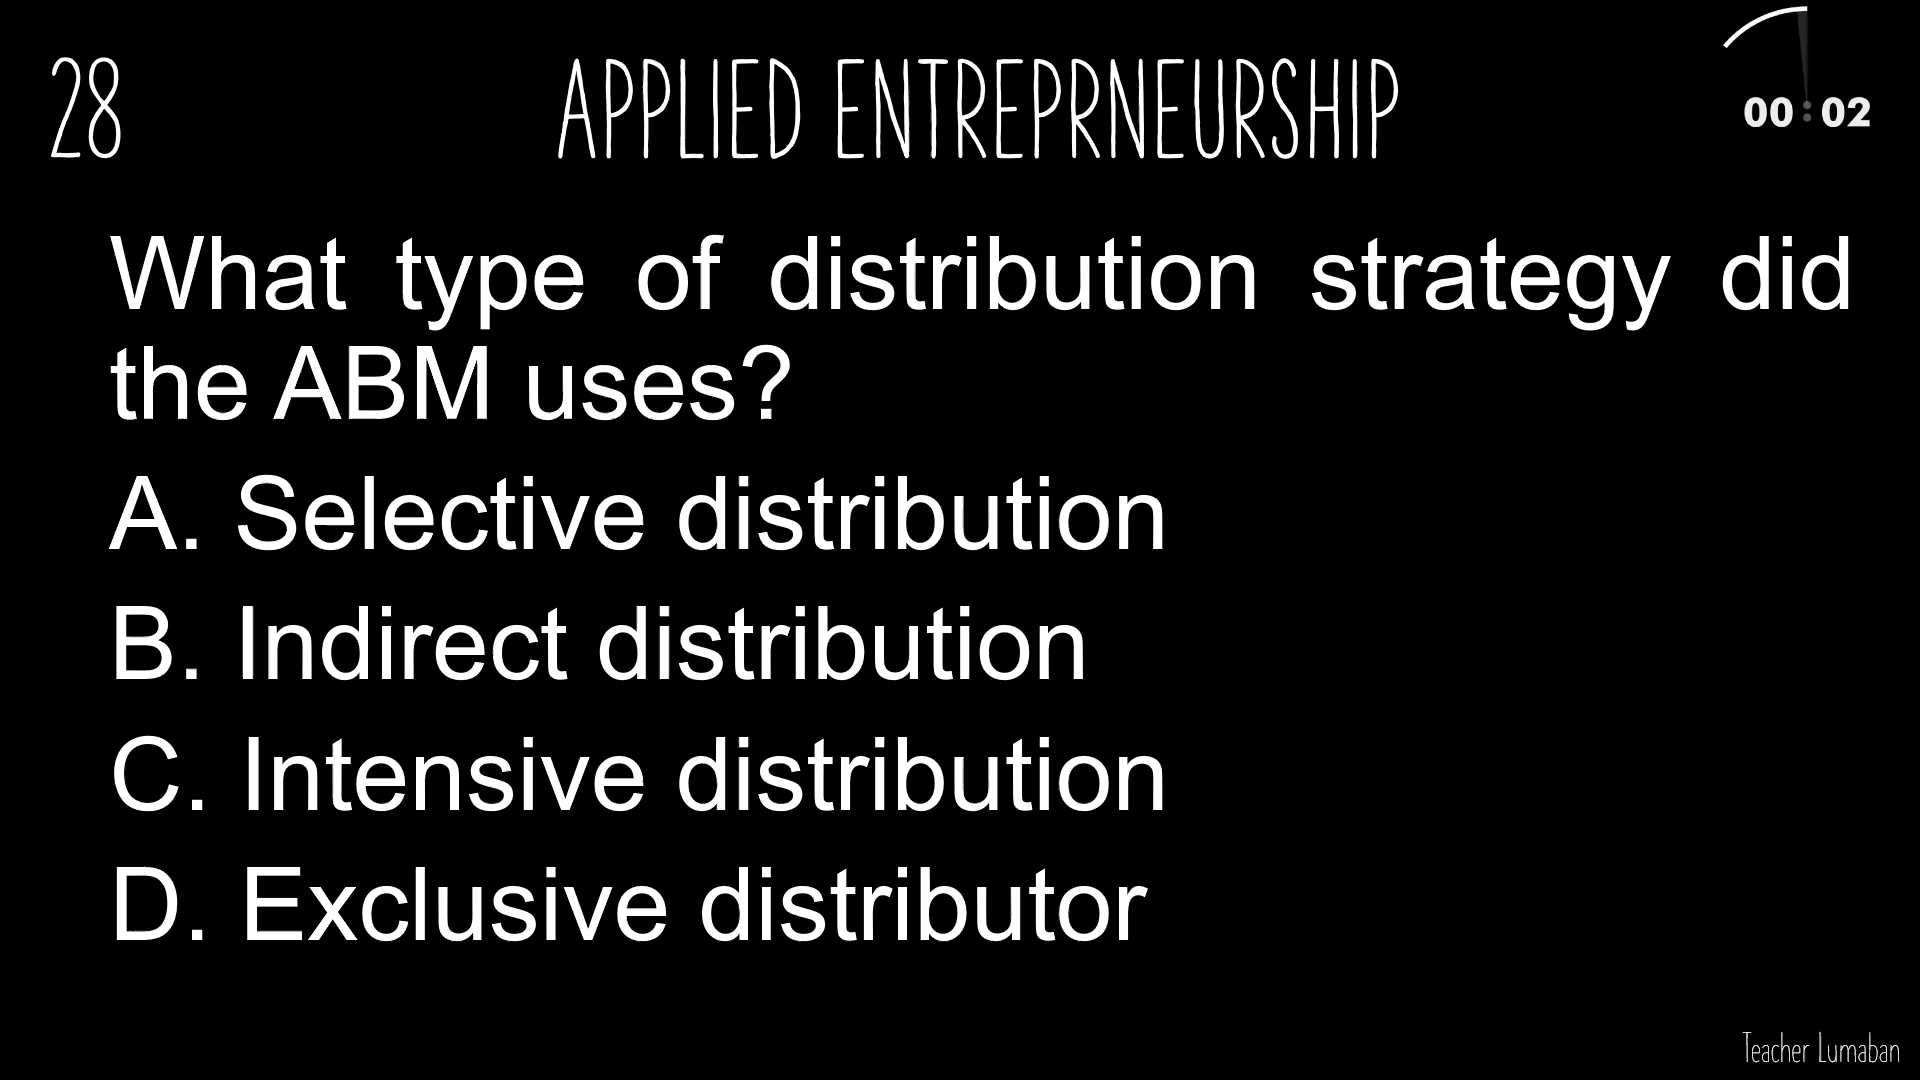 28
APPLIED ENTREPRNEURSHIP
00:02
What type of distribution strategy did
the ABM uses?
A. Selective distribution
B. Indirect distribution
C. Intensive distribution
D. Exclusive distributor
Teacher Lumaban